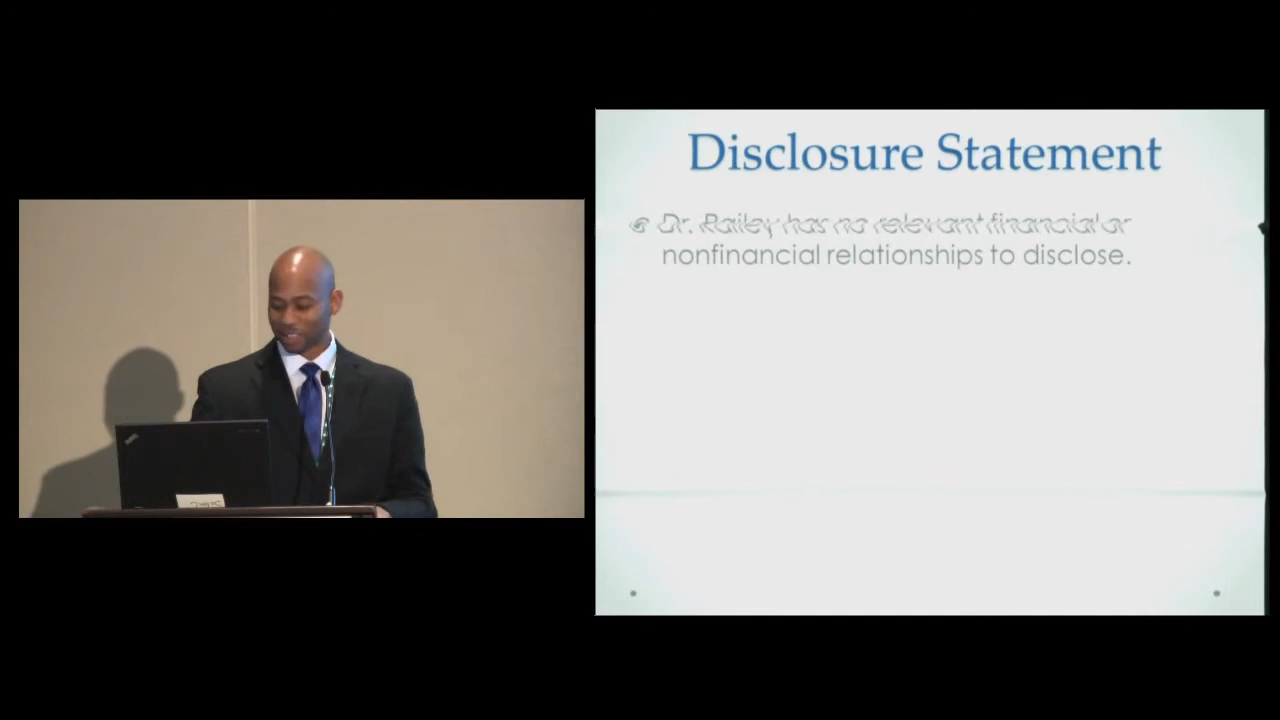 Disclosure Statement
Dr. Bailey has no relevant financial or
nonfinancial relationships to disclose.